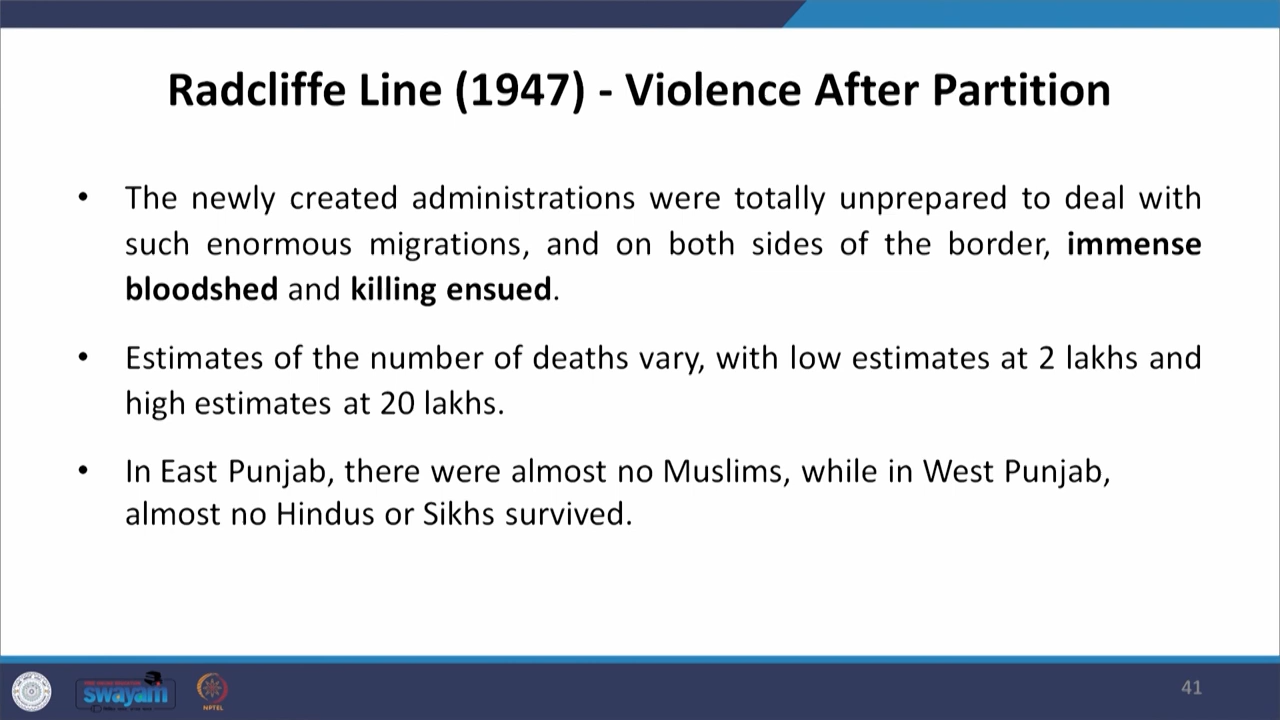 Radcliffe Line (1947) - Violence After Partition
• The newly created administrations were totally unprepared to deal with
such enormous migrations, and on both sides of the border, immense
bloodshed and killing ensued.
• Estimates of the number of deaths vary, with low estimates at 2 lakhs and
high estimates at 20 lakhs.
• In East Punjab, there were almost no Muslims, while in West Punjab,
almost no Hindus or Sikhs survived.
swayam
NPTEL
41